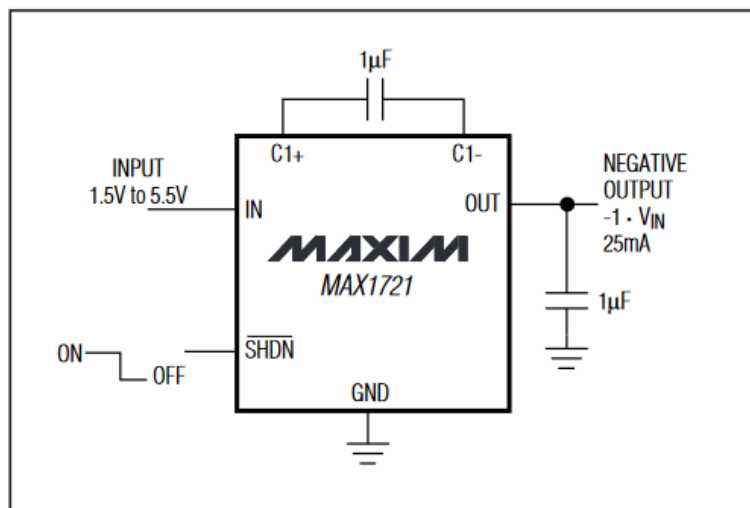 1µF
C1+
C1-
INPUT
1.5V to 5.5V
IN
OUT
NEGATIVE
OUTPUT
-1 · VIN
25mA
MAXIM
MAX1721
1µF
ON
OFF
SHDN
GND